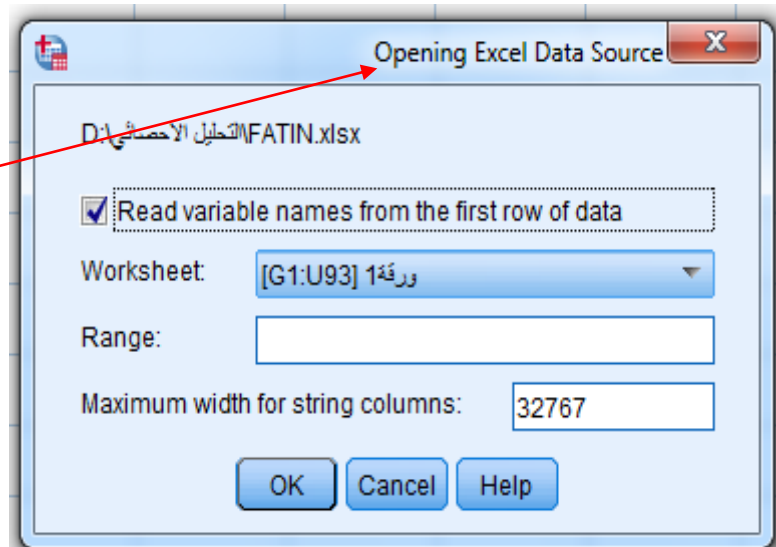 Opening Excel Data Source
D:\التحليل الاحصائي\FATIN.xlsx
Read variable names from the first row of data
Worksheet:
ورقة1 [G1:U93]
Range:
Maximum width for string columns:
32767
OK
Cancel
Help